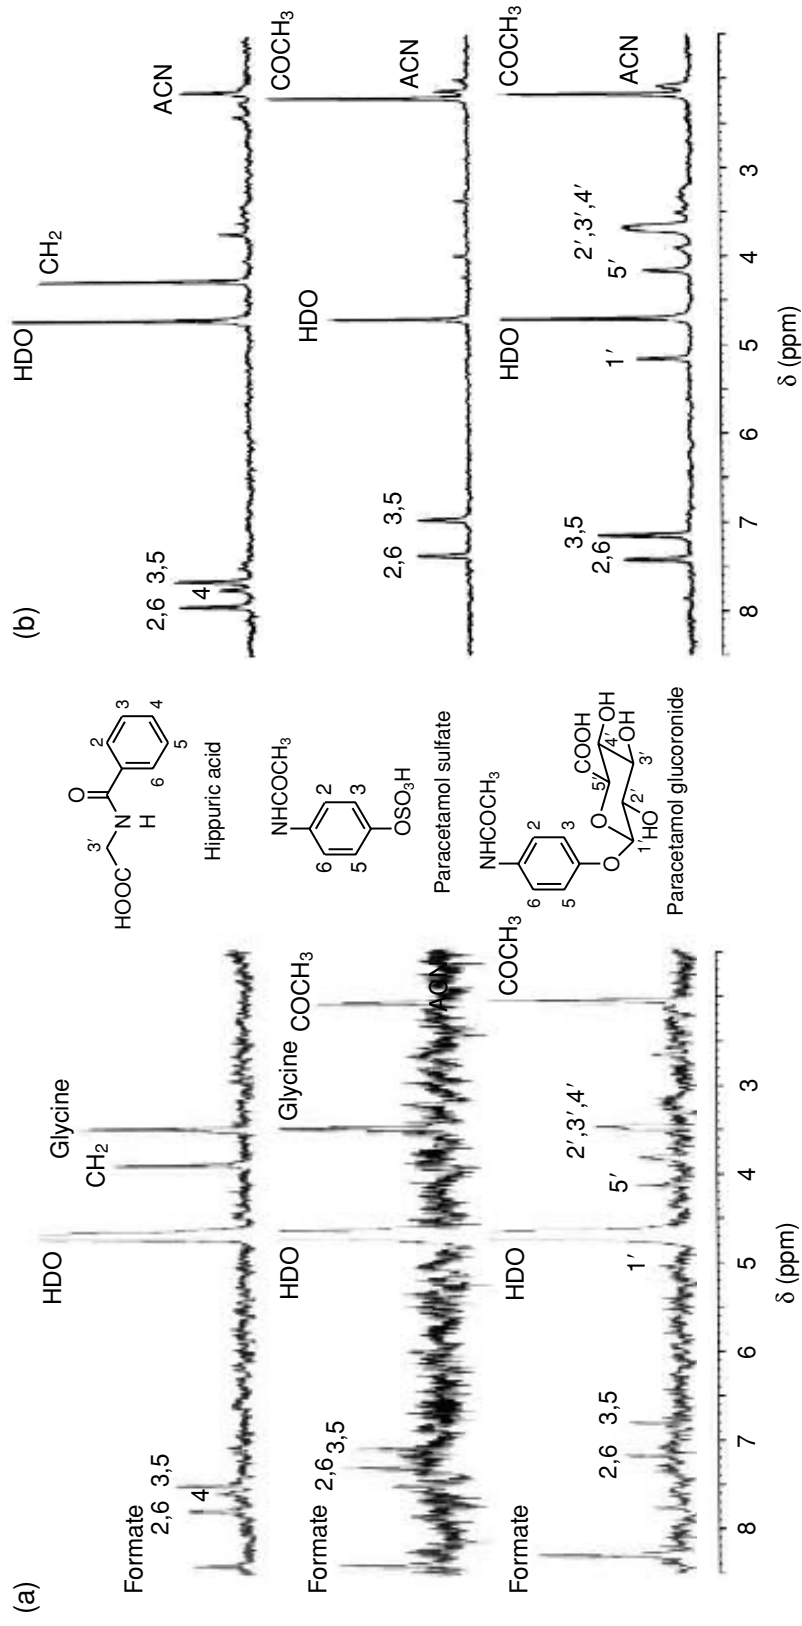 (a)
Formate
2,6
4
3,5
HDO
CH₂
Glycine
Formate
2,6
3,5
HDO
Glycine
COCH₃
ACN
Formate
2,6
3,5
HDO
1′
5′
2′,3′,4′
COCH₃
8
7
6
5
4
3
δ (ppm)
HOOC
3′
N
H
O
2
3
4
5
6
Hippuric acid
NHCOCH₃
6
2
5
3
OSO₃H
Paracetamol sulfate
NHCOCH₃
6
2
5
3
O
O
5′
COOH
4′
OH
OH
3′
2′
HO
1′
Paracetamol glucoronide
(b)
2,6
4
3,5
HDO
CH₂
ACN
2,6
3,5
HDO
COCH₃
ACN
2,6
3,5
1′
HDO
5′
2′,3′,4′
COCH₃
ACN
8
7
6
5
4
3
δ (ppm)